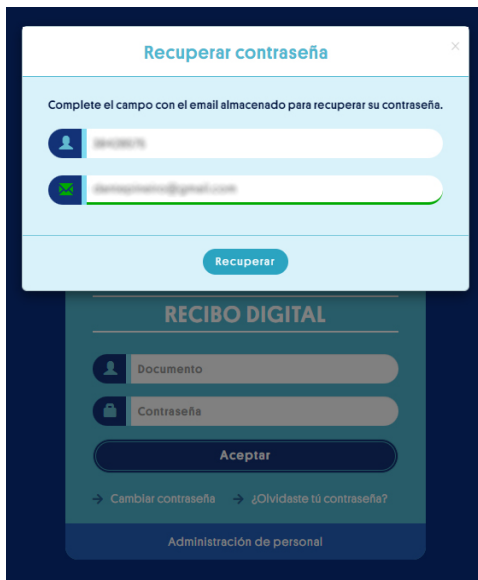 Recuperar contraseña
×
Complete el campo con el email almacenado para recuperar su contraseña.
Recuperar
RECIBO DIGITAL
Documento
Contraseña
Aceptar
→ Cambiar contraseña → ¿Olvidaste tú contraseña?
Administración de personal